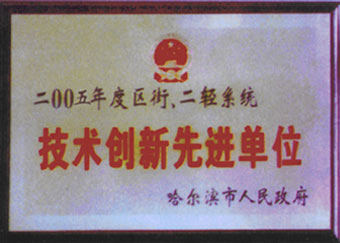 二00五年度区街、二轻系统
技术创新先进单位
哈尔滨市人民政府